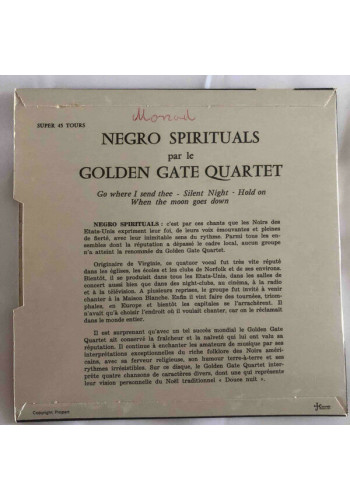 Morand
SUPER 45 TOURS
NEGRO SPIRITUALS
par le
GOLDEN GATE QUARTET
Go where I send thee - Silent Night - Hold on
When the moon goes down
NEGRO SPIRITUALS : c'est par ces chants que les Noirs des
Etats-Unis expriment leur foi, de leurs voix émouvantes et pleines
de fierté, avec leur inimitable sens du rythme. Parmi tous les en-
sembles dont la réputation a dépassé le cadre local, aucun groupe
n'a atteint la renommée du Golden Gate Quartet.
Originaire de Virginie, ce quatuor vocal fut très vite réputé
dans les églises, les écoles et les clubs de Norfolk et de ses environs.
Bientôt, il se produisit dans tous les Etats-Unis, dans les salles de
concert aussi bien que dans des night-clubs, au cinéma, à la radio
et à la télévision. A plusieurs reprises, le groupe fut invité à venir
chanter à la Maison Blanche. Enfin il vint faire des tournées, triom-
phales, en Europe et bientôt les capitales se l'arrachèrent. Il
n'avait qu'à choisir l'endroit où il voulait chanter, car on le réclamait
dans le monde entier.
Il est surprenant qu'avec un tel succès mondial le Golden Gate
Quartet ait conservé la fraîcheur et la naïveté qui lui ont valu sa
réputation. Il continue à enchanter les amateurs de musique par ses
interprétations exceptionnelles du riche folklore des Noirs améri-
cains, avec sa ferveur religieuse, son humour terre-à-terre et ses
rythmes irrésistibles. Sur ce disque, le Golden Gate Quartet inter-
prète quatre chansons de caractères divers, dont une qui représente
leur vision personnelle du Noël traditionnel « Douce nuit ».